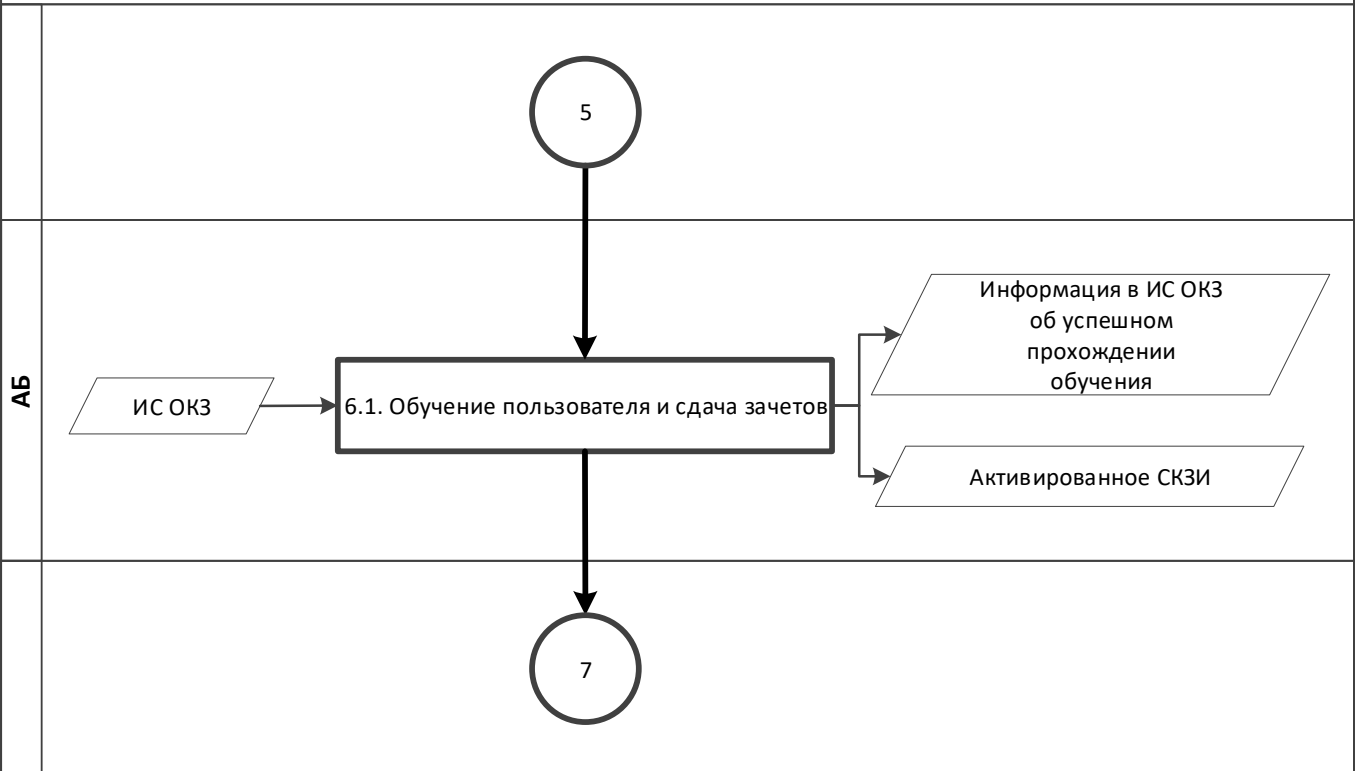 5
АБ
ИС ОКЗ
6.1. Обучение пользователя и сдача зачетов
Информация в ИС ОКЗ
об успешном
прохождении
обучения
Активированное СКЗИ
7